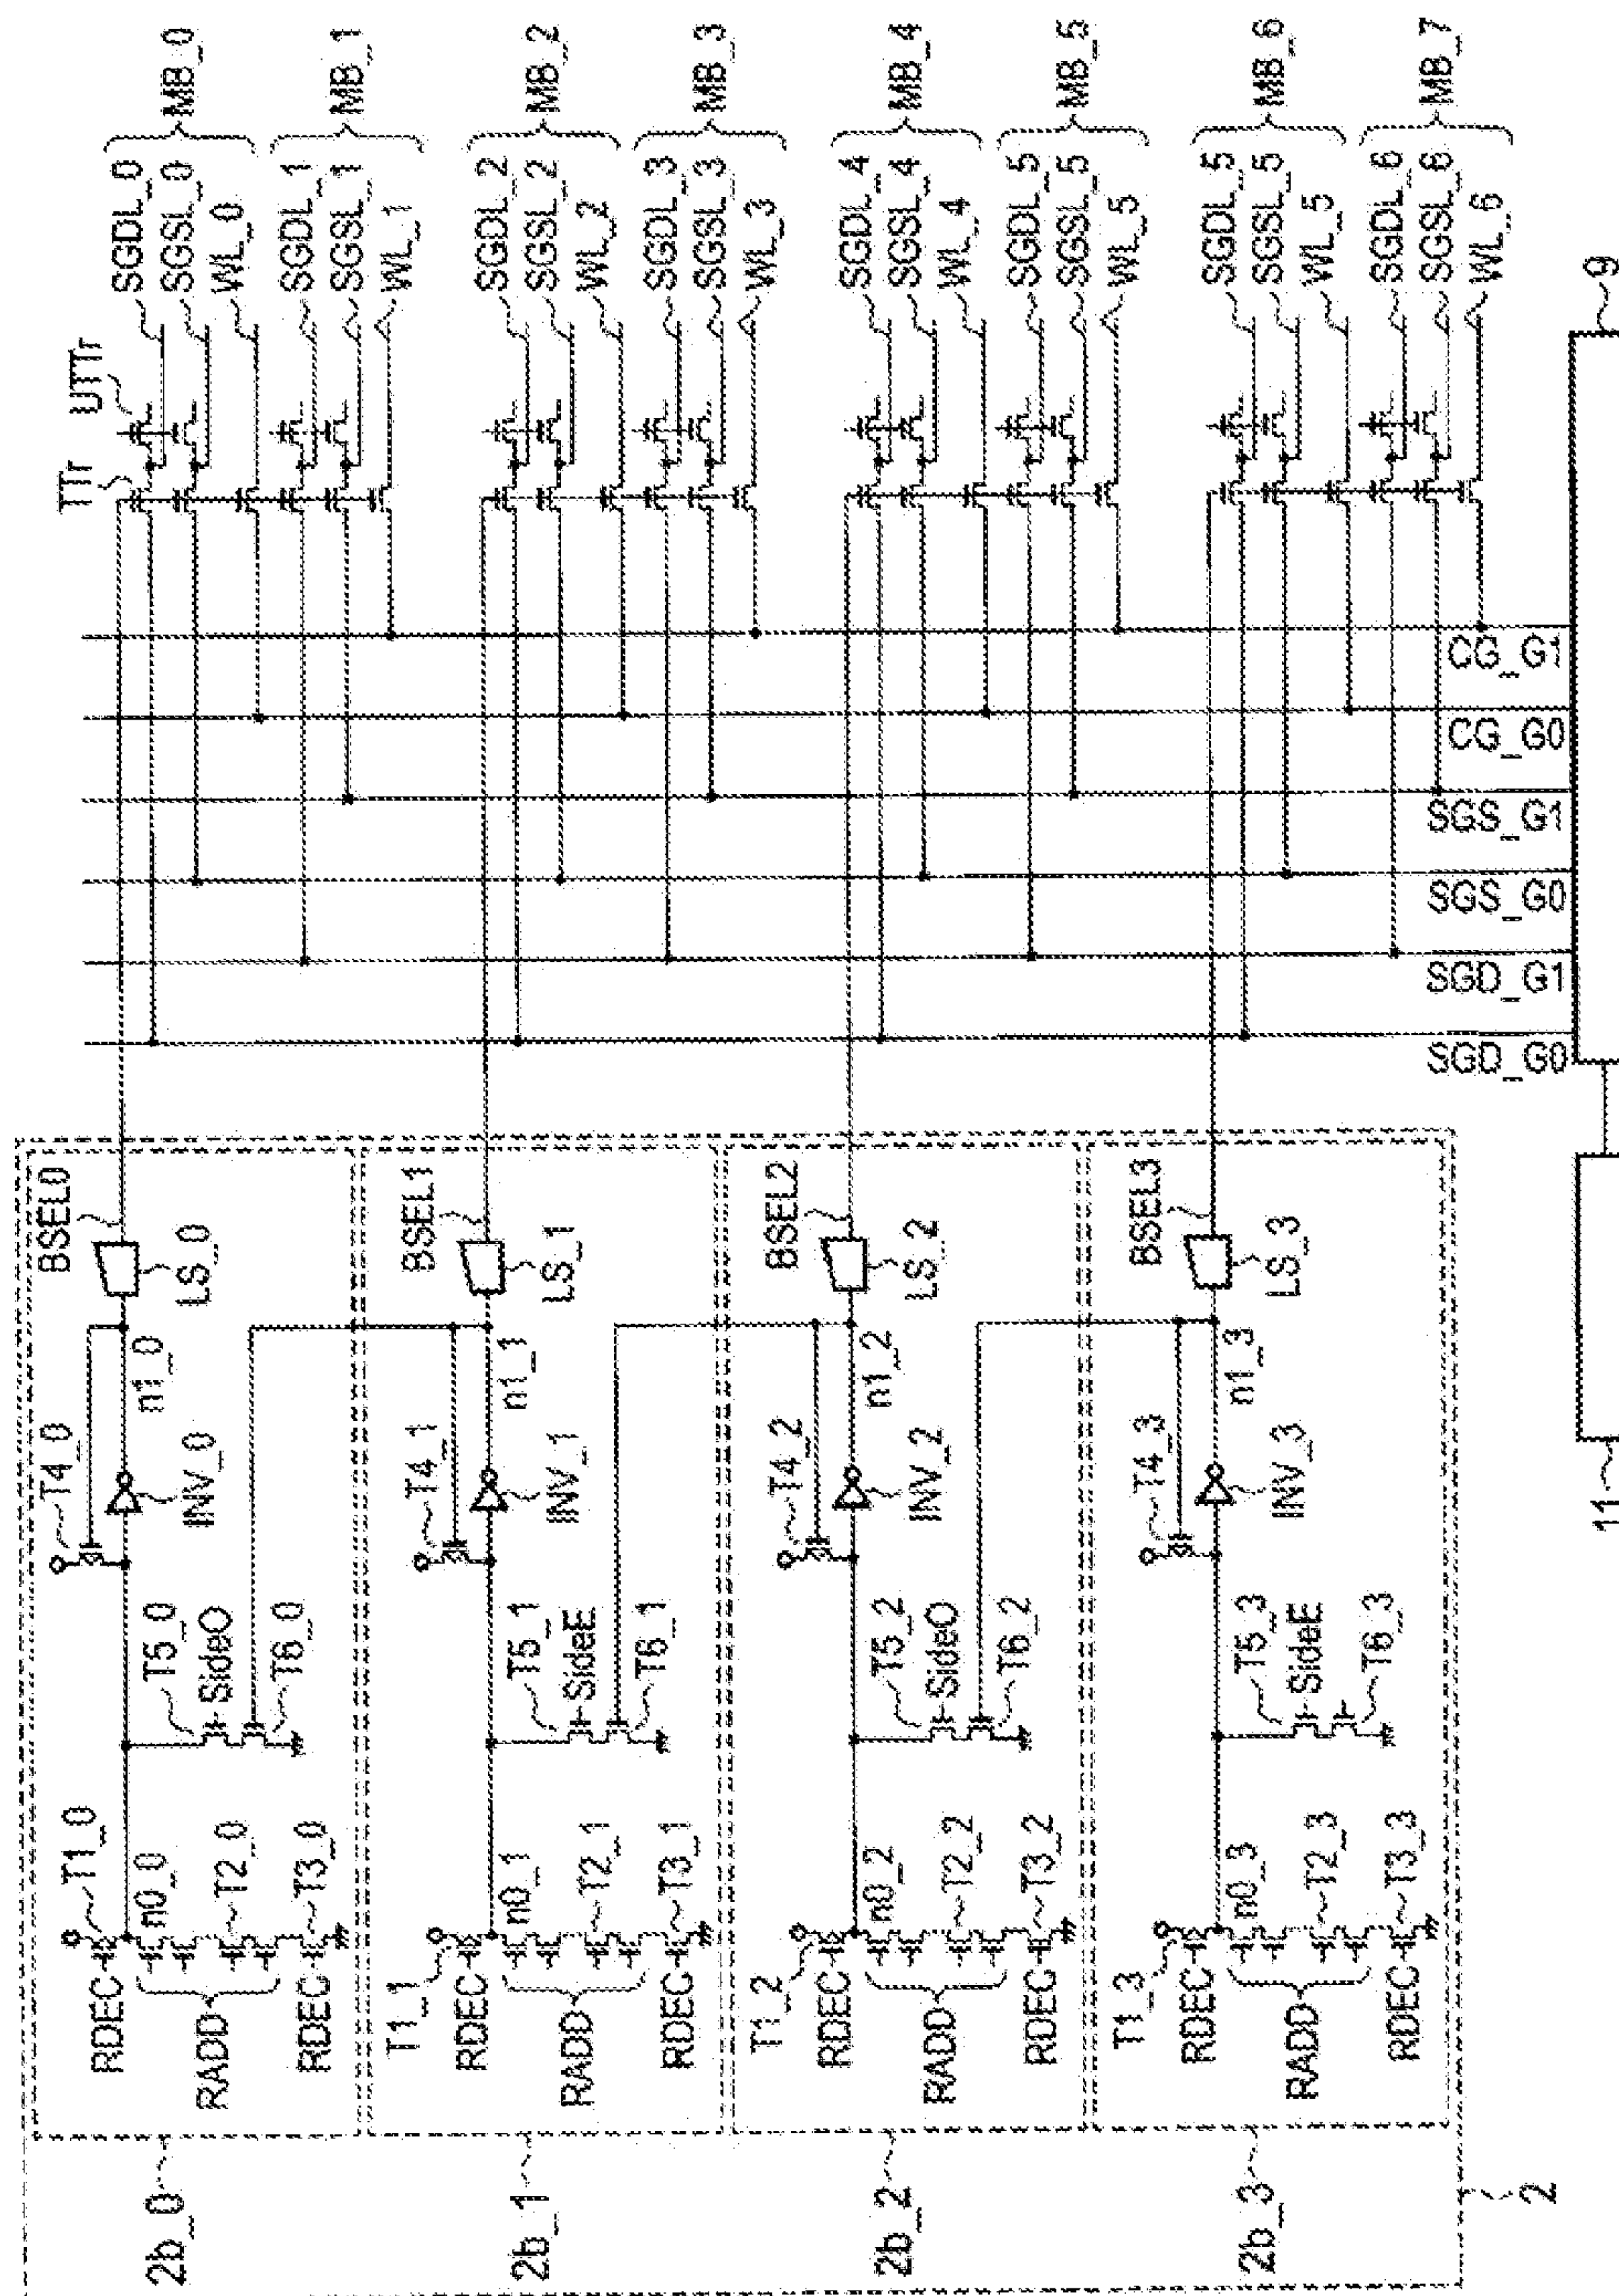 2b_0
RDEC
RADD
RDEC
T1_0
n0_0
T2_0
T3_0
T5_0
SideO
T6_0
T4_0
INV_0
n1_0
BSEL0
LS_0
2b_1
T1_1
RDEC
RADD
RDEC
n0_1
T2_1
T3_1
T5_1
SideE
T6_1
T4_1
INV_1
n1_1
BSEL1
LS_1
2b_2
T1_2
RDEC
RADD
RDEC
n0_2
T2_2
T3_2
T5_2
SideO
T6_2
T4_2
INV_2
n1_2
BSEL2
LS_2
2b_3
T1_3
RDEC
RADD
RDEC
n0_3
T2_3
T3_3
T5_3
SideE
T6_3
T4_3
INV_3
n1_3
BSEL3
LS_3
2
TTr
UTTr
SGDL_0
SGSL_0
WL_0
MB_0
SGDL_1
SGSL_1
WL_1
MB_1
SGDL_2
SGSL_2
WL_2
MB_2
SGDL_3
SGSL_3
WL_3
MB_3
SGDL_4
SGSL_4
WL_4
MB_4
SGDL_5
SGSL_5
WL_5
MB_5
SGDL_5
SGSL_5
WL_5
MB_6
SGDL_6
SGSL_6
WL_6
MB_7
SGD_G0
SGD_G1
SGS_G0
SGS_G1
CG_G0
CG_G1
11
9